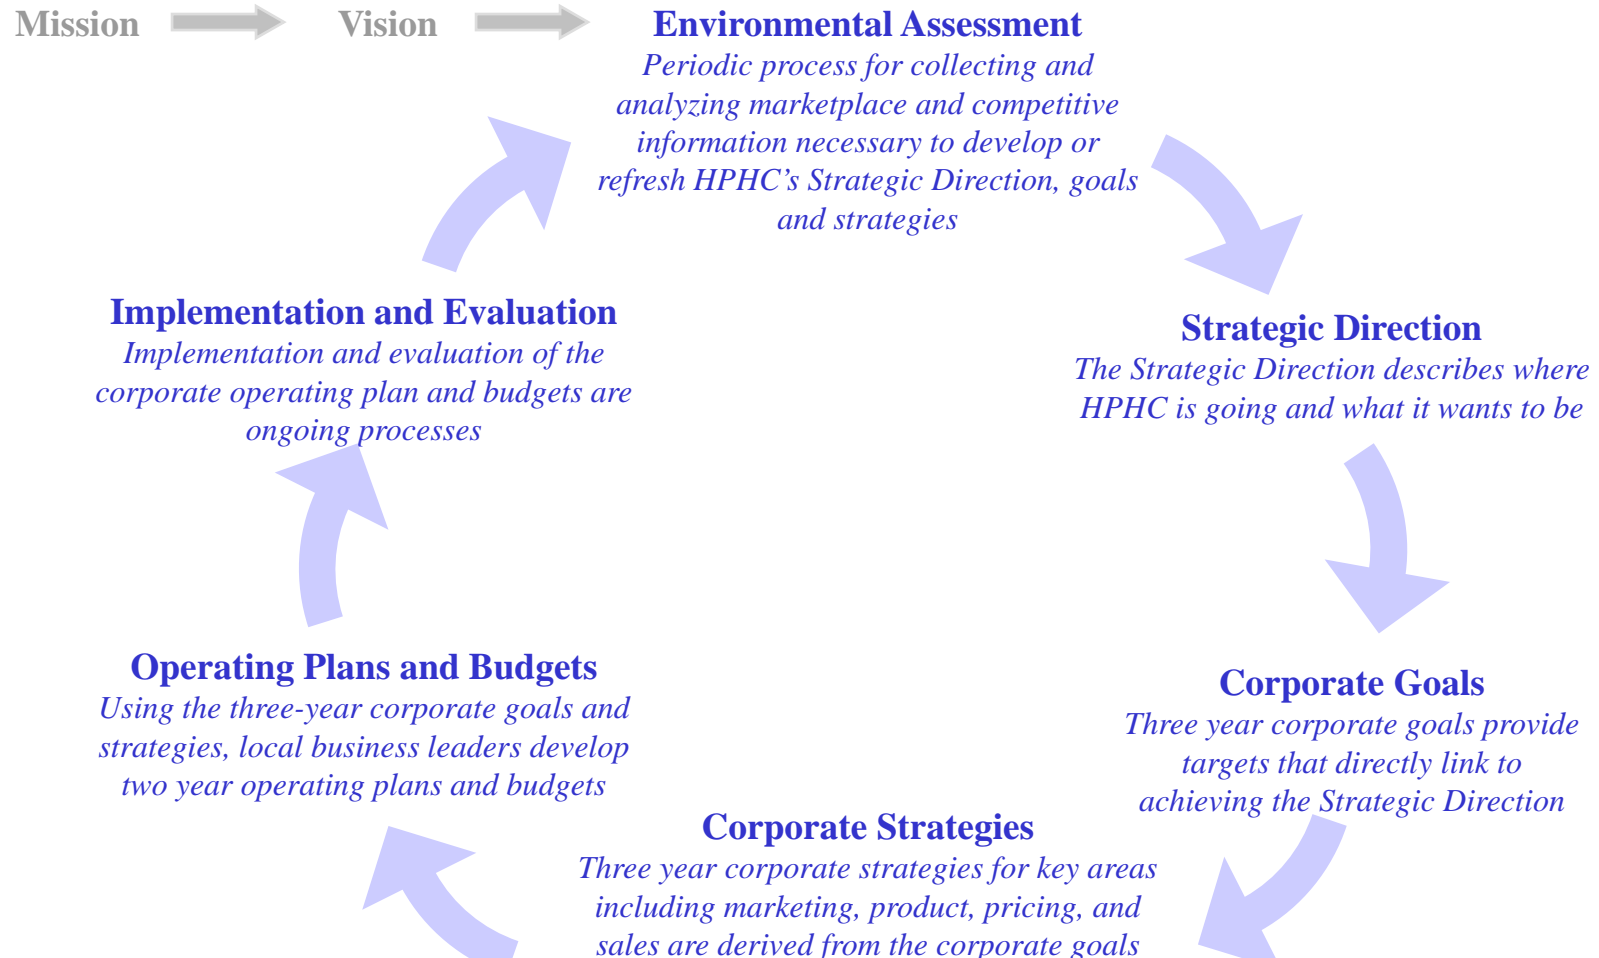 Mission
Vision
Environmental Assessment
Periodic process for collecting and
analyzing marketplace and competitive
information necessary to develop or
refresh HPHC’s Strategic Direction, goals
and strategies
Strategic Direction
The Strategic Direction describes where
HPHC is going and what it wants to be
Corporate Goals
Three year corporate goals provide
targets that directly link to
achieving the Strategic Direction
Corporate Strategies
Three year corporate strategies for key areas
including marketing, product, pricing, and
sales are derived from the corporate goals
Operating Plans and Budgets
Using the three-year corporate goals and
strategies, local business leaders develop
two year operating plans and budgets
Implementation and Evaluation
Implementation and evaluation of the
corporate operating plan and budgets are
ongoing processes